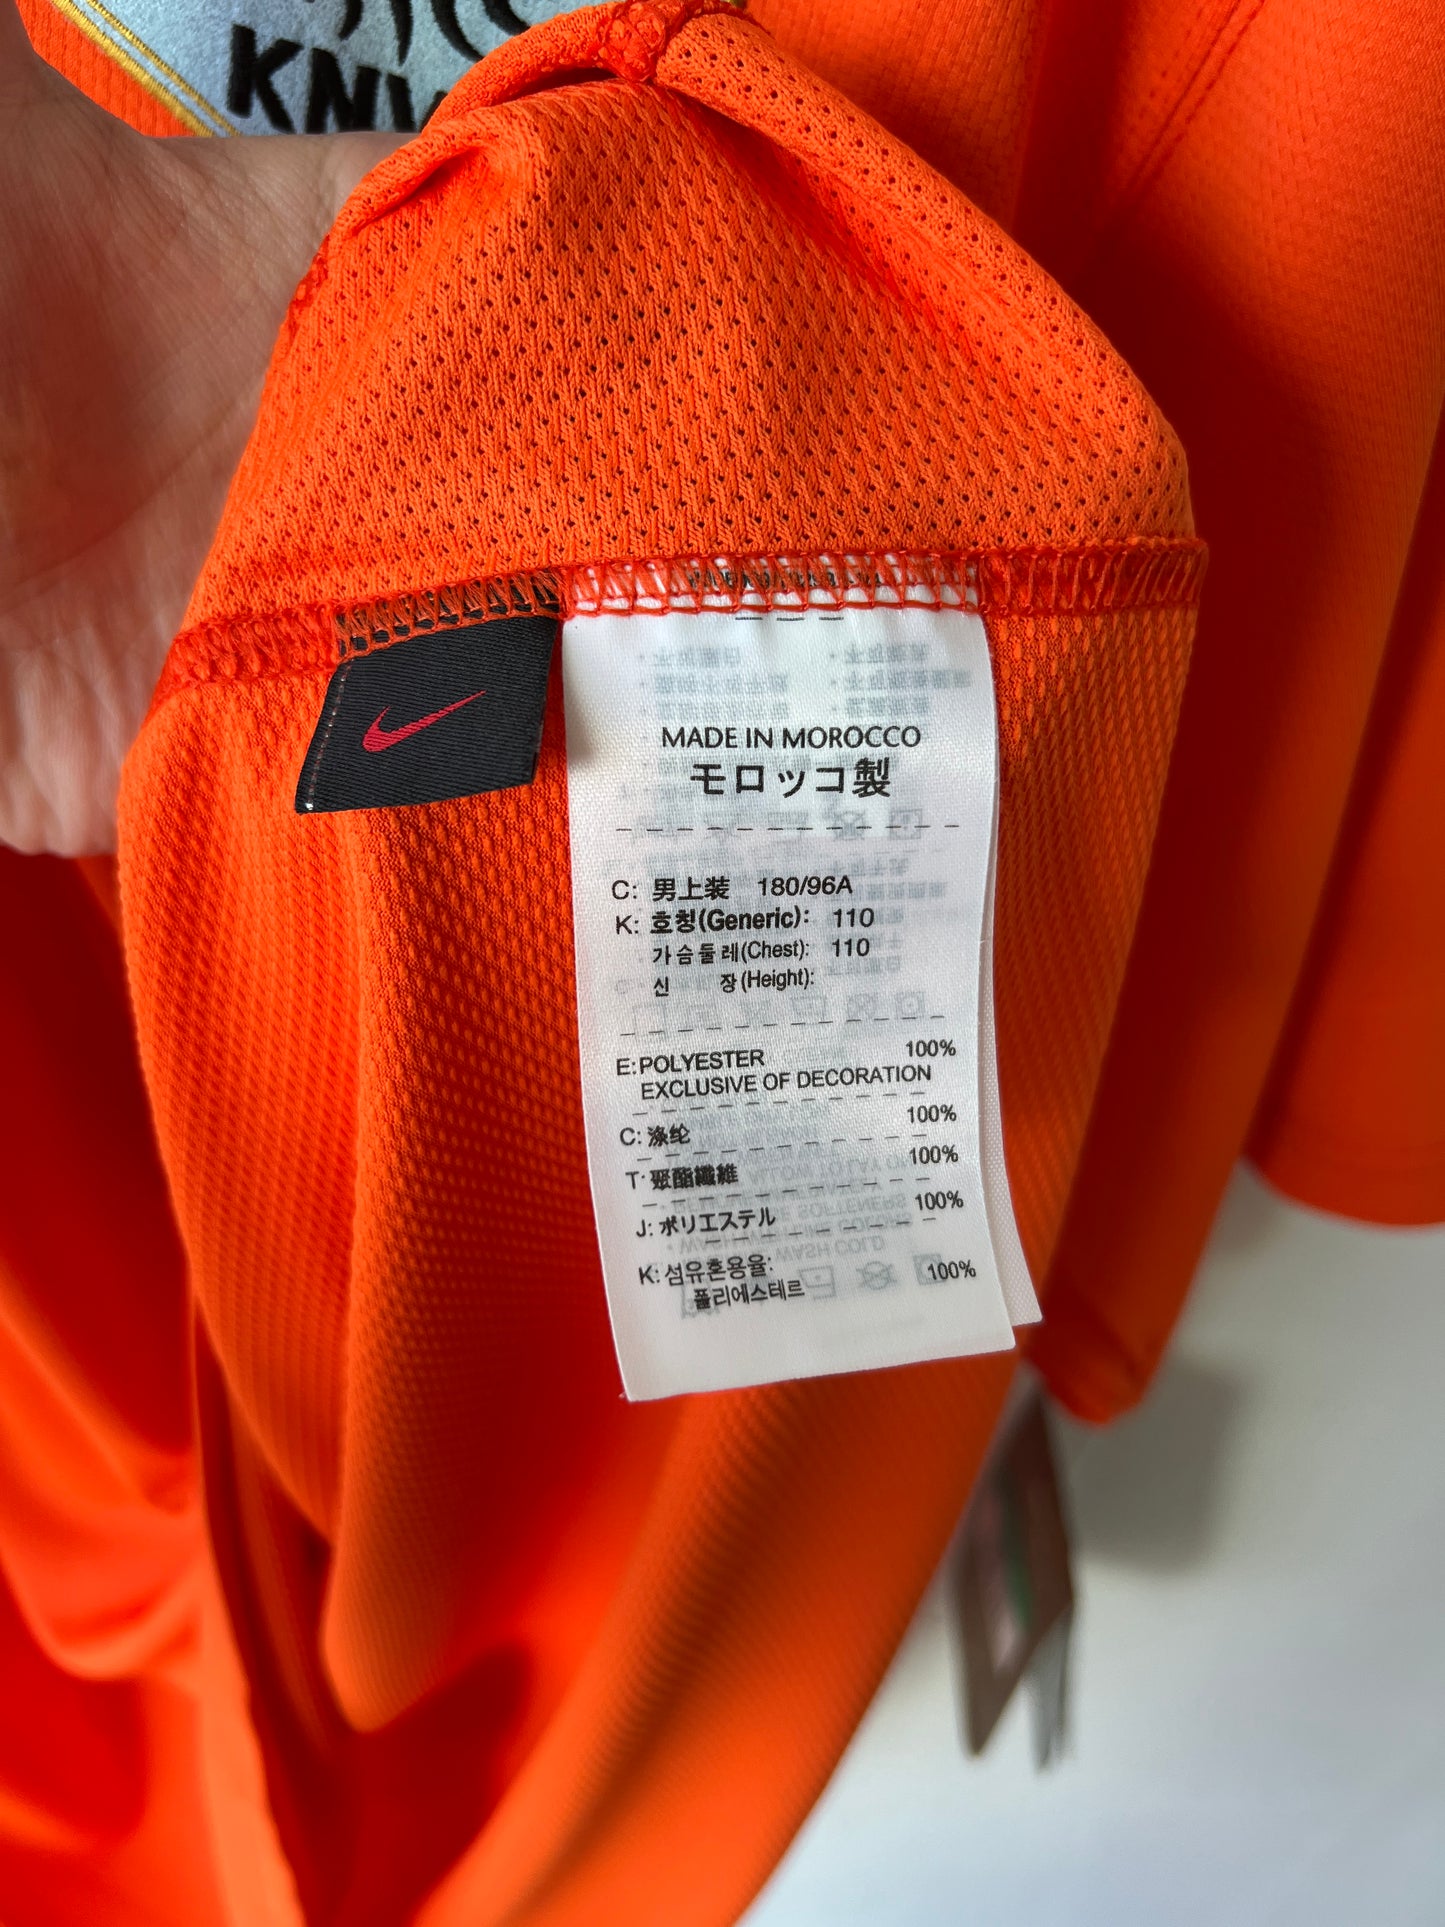 KNV
MADE IN MOROCCO
モロッコ製
C: 男上装 180/96A
K: 호칭(Generic): 110
가슴둘레(Chest): 110
신 장(Height):
E: POLYESTER 100%
EXCLUSIVE OF DECORATION
C: 涤纶 100%
T: 聚酯纖維 100%
J: ポリエステル 100%
K: 섬유혼용율:
폴리에스테르 100%